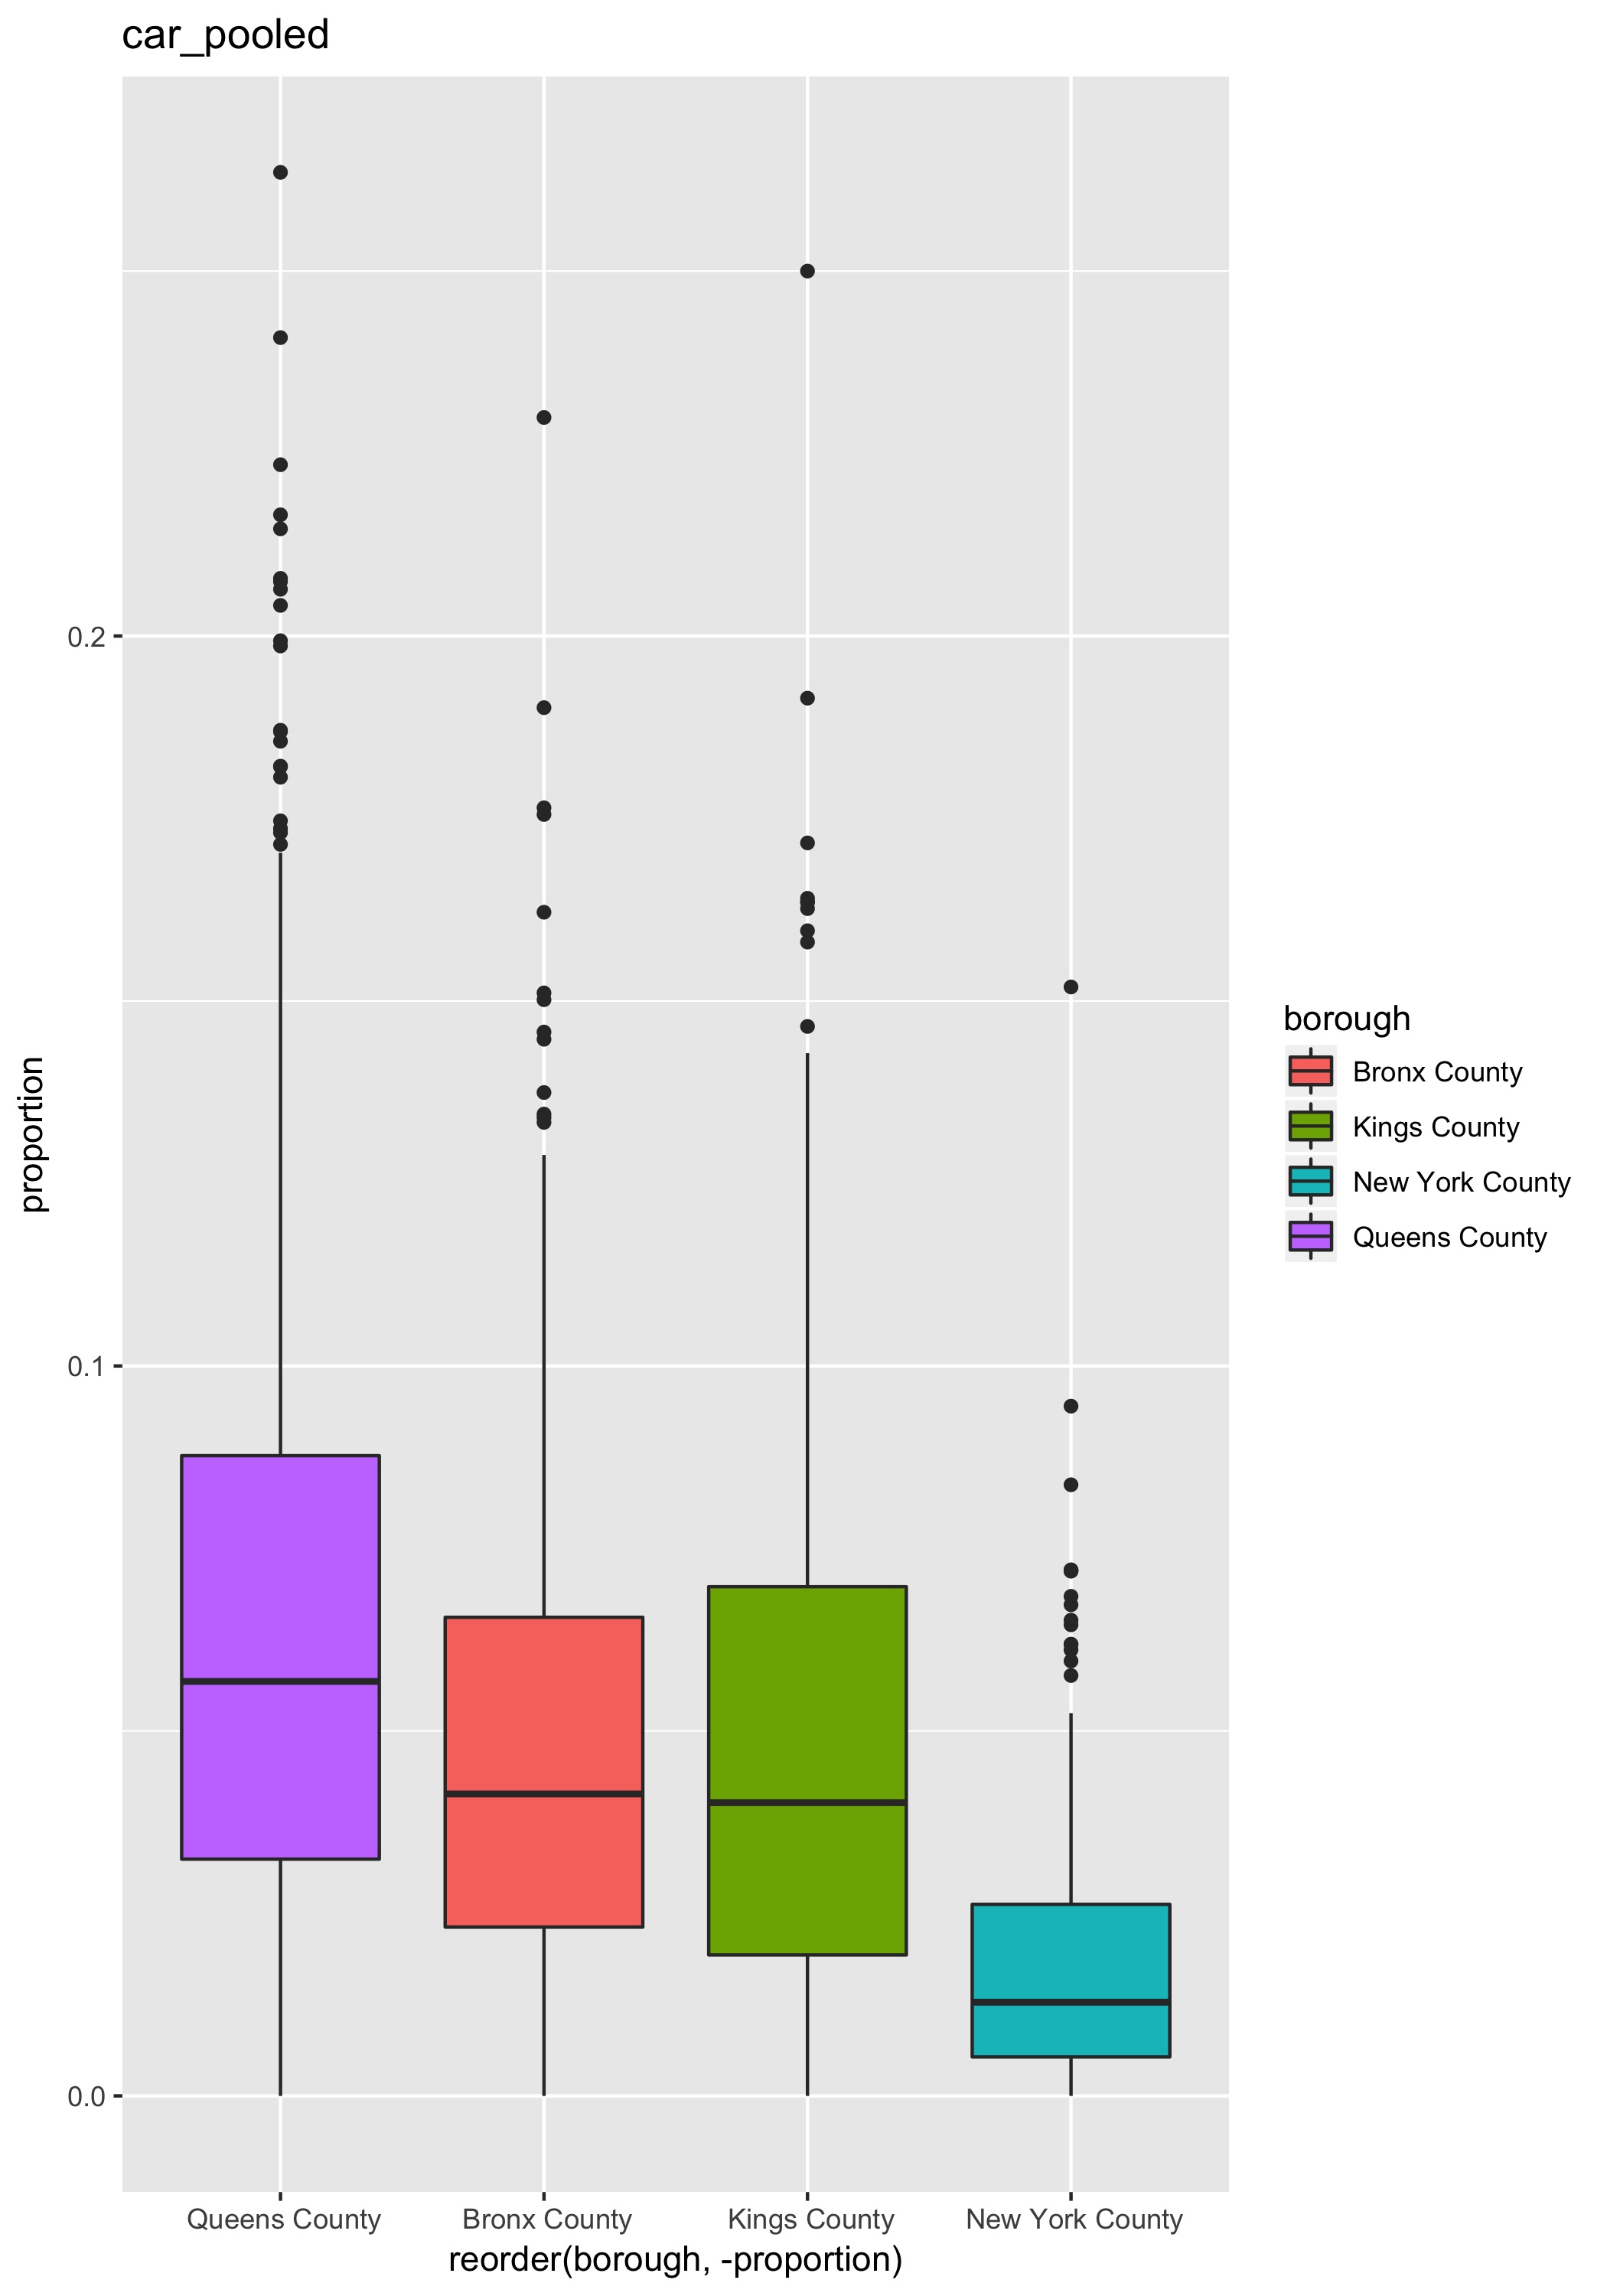 car_pooled
proportion
0.2
0.1
0.0
Queens County
Bronx County
Kings County
New York County
reorder(borough, -proportion)
borough
Bronx County
Kings County
New York County
Queens County